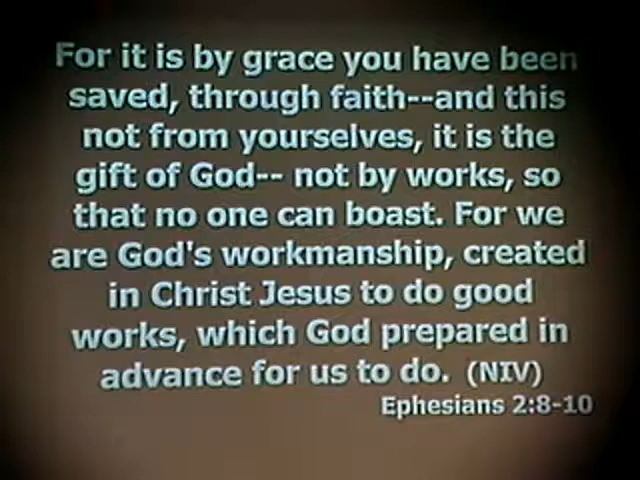 For it is by grace you have been
saved, through faith--and this
not from yourselves, it is the
gift of God-- not by works, so
that no one can boast. For we
are God's workmanship, created
in Christ Jesus to do good
works, which God prepared in
advance for us to do. (NIV)
Ephesians 2:8-10